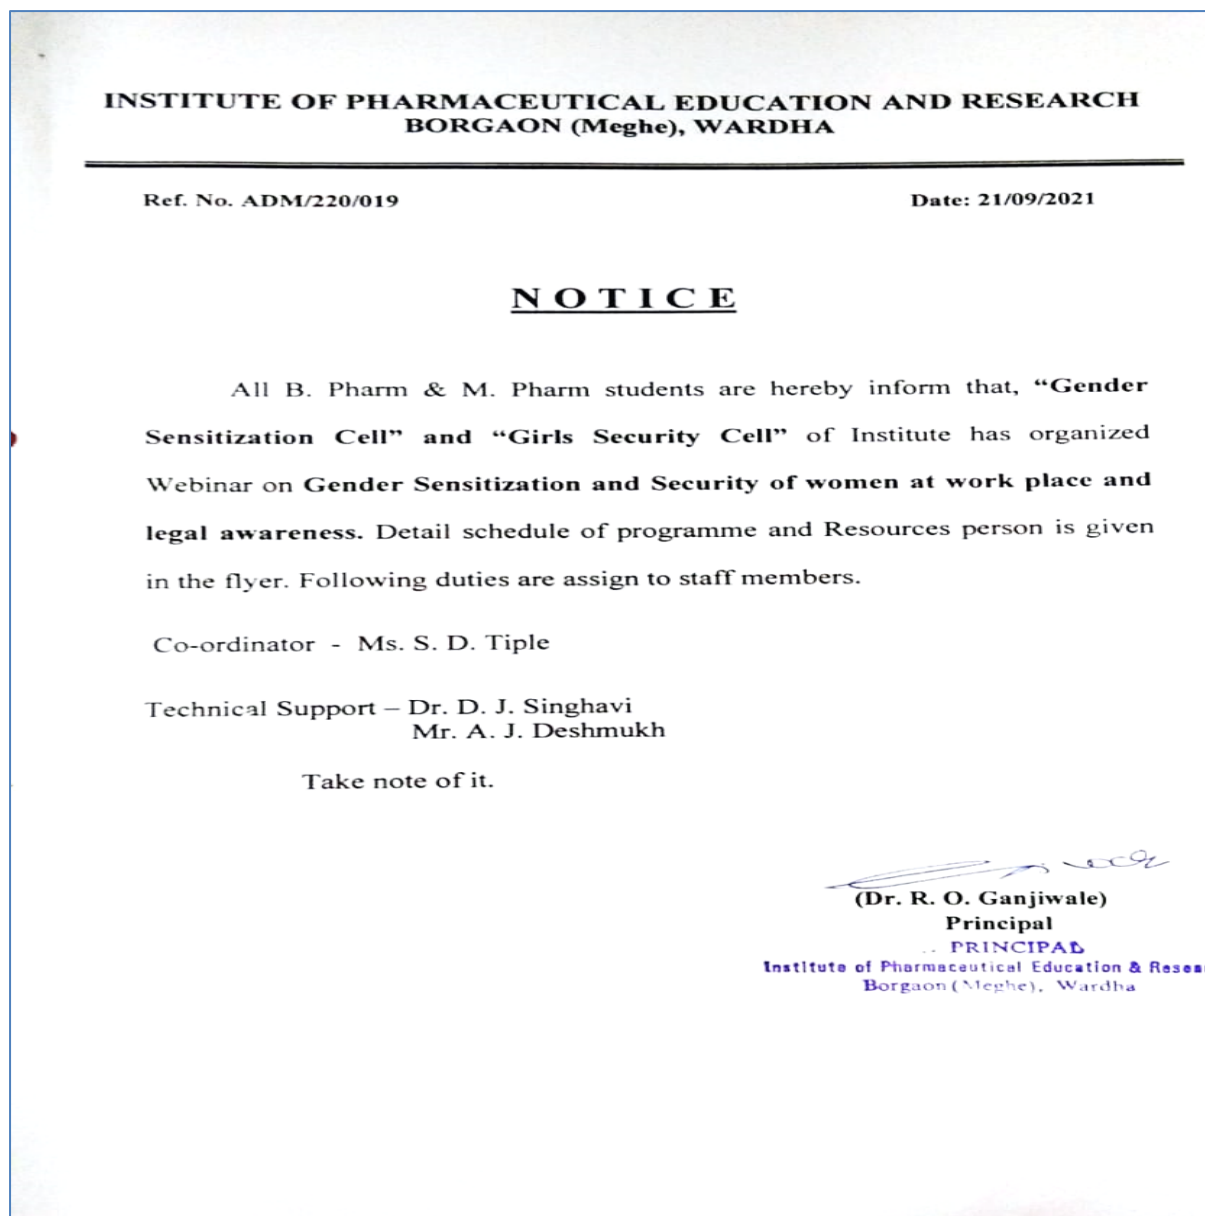 INSTITUTE OF PHARMACEUTICAL EDUCATION AND RESEARCH
BORGAON (Meghe), WARDHA
Ref. No. ADM/220/019 Date: 21/09/2021
NOTICE
All B. Pharm & M. Pharm students are hereby inform that, “Gender
Sensitization Cell” and “Girls Security Cell” of Institute has organized
Webinar on Gender Sensitization and Security of women at work place and
legal awareness. Detail schedule of programme and Resources person is given
in the flyer. Following duties are assign to staff members.
Co-ordinator - Ms. S. D. Tiple
Technical Support – Dr. D. J. Singhavi
Mr. A. J. Deshmukh
Take note of it.
(Dr. R. O. Ganjiwale)
Principal
PRINCIPAL
Institute of Pharmaceutical Education &
Borgaon (Meghe), Wardha